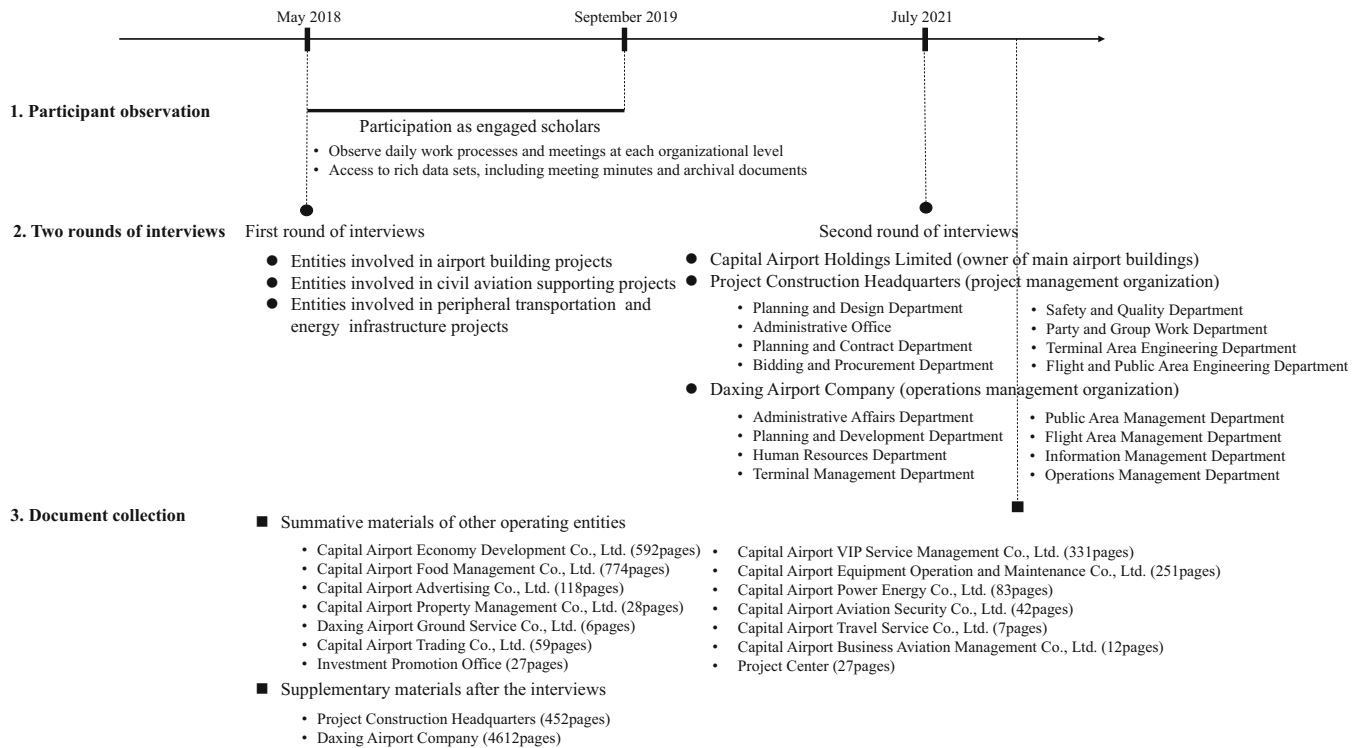 May 2018
September 2019
July 2021
1. Participant observation
Participation as engaged scholars
• Observe daily work processes and meetings at each organizational level
• Access to rich data sets, including meeting minutes and archival documents
2. Two rounds of interviews
First round of interviews
● Entities involved in airport building projects
● Entities involved in civil aviation supporting projects
● Entities involved in peripheral transportation and
energy infrastructure projects
Second round of interviews
● Capital Airport Holdings Limited (owner of main airport buildings)
● Project Construction Headquarters (project management organization)
• Planning and Design Department
• Administrative Office
• Planning and Contract Department
• Bidding and Procurement Department
• Safety and Quality Department
• Party and Group Work Department
• Terminal Area Engineering Department
• Flight and Public Area Engineering Department
● Daxing Airport Company (operations management organization)
• Administrative Affairs Department
• Planning and Development Department
• Human Resources Department
• Terminal Management Department
• Public Area Management Department
• Flight Area Management Department
• Information Management Department
• Operations Management Department
3. Document collection
■ Summative materials of other operating entities
• Capital Airport Economy Development Co., Ltd. (592pages)
• Capital Airport Food Management Co., Ltd. (774pages)
• Capital Airport Advertising Co., Ltd. (118pages)
• Capital Airport Property Management Co., Ltd. (28pages)
• Daxing Airport Ground Service Co., Ltd. (6pages)
• Capital Airport Trading Co., Ltd. (59pages)
• Investment Promotion Office (27pages)
• Capital Airport VIP Service Management Co., Ltd. (331pages)
• Capital Airport Equipment Operation and Maintenance Co., Ltd. (251pages)
• Capital Airport Power Energy Co., Ltd. (83pages)
• Capital Airport Aviation Security Co., Ltd. (42pages)
• Capital Airport Travel Service Co., Ltd. (7pages)
• Capital Airport Business Aviation Management Co., Ltd. (12pages)
• Project Center (27pages)
■ Supplementary materials after the interviews
• Project Construction Headquarters (452pages)
• Daxing Airport Company (4612pages)